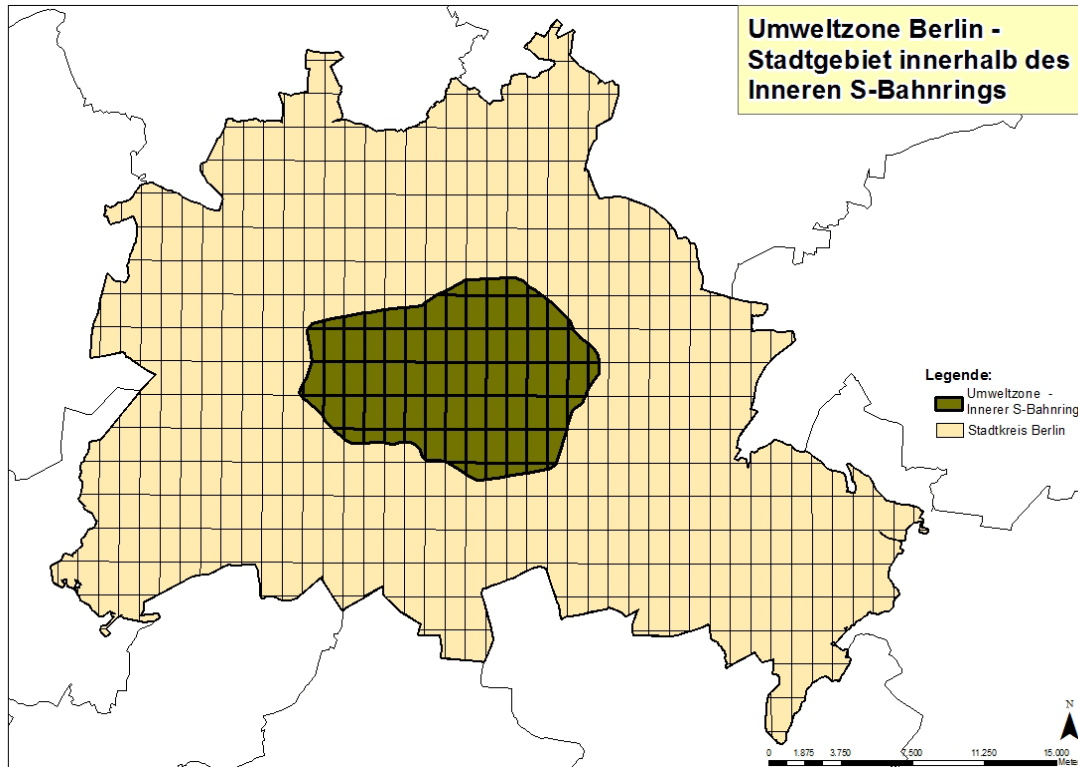 Umweltzone Berlin -
Stadtgebiet innerhalb des
Inneren S-Bahnrings
Legende:
Umweltzone -
Innerer S-Bahnring
Stadtkreis Berlin
N
0 1.875 3.750 7.500 11.250 15.000
Mete